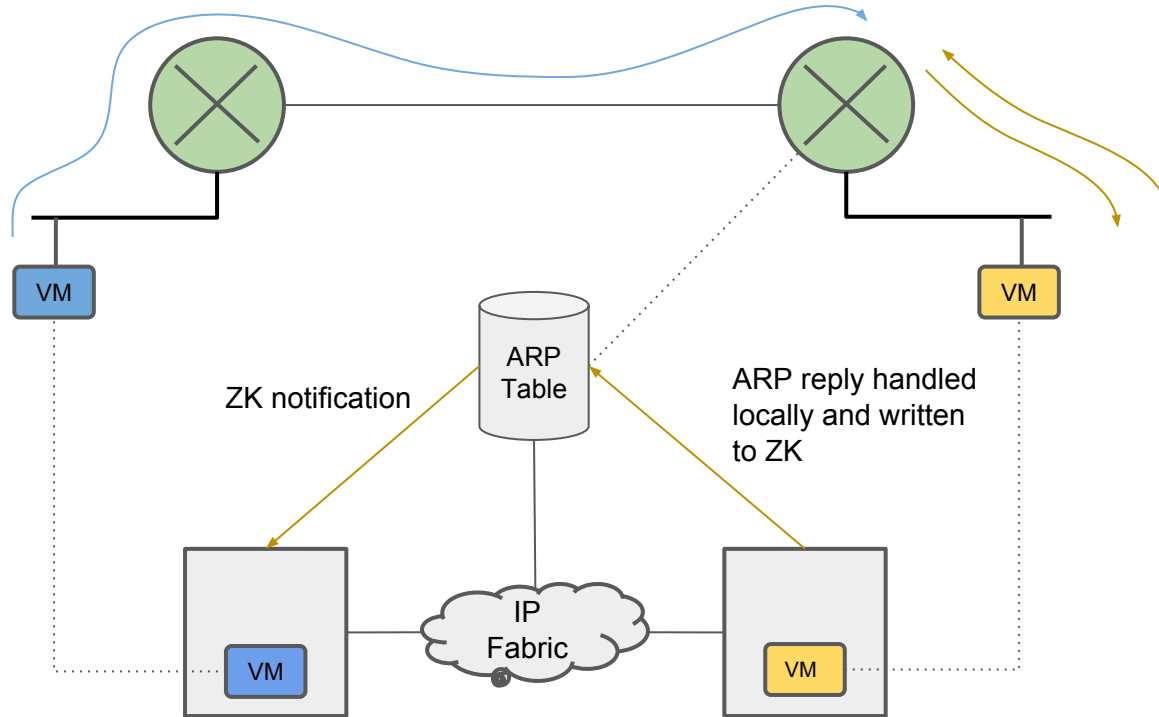 VM
VM
ARP
Table
ZK notification
ARP reply handled
locally and written
to ZK
IP
Fabric
VM
VM